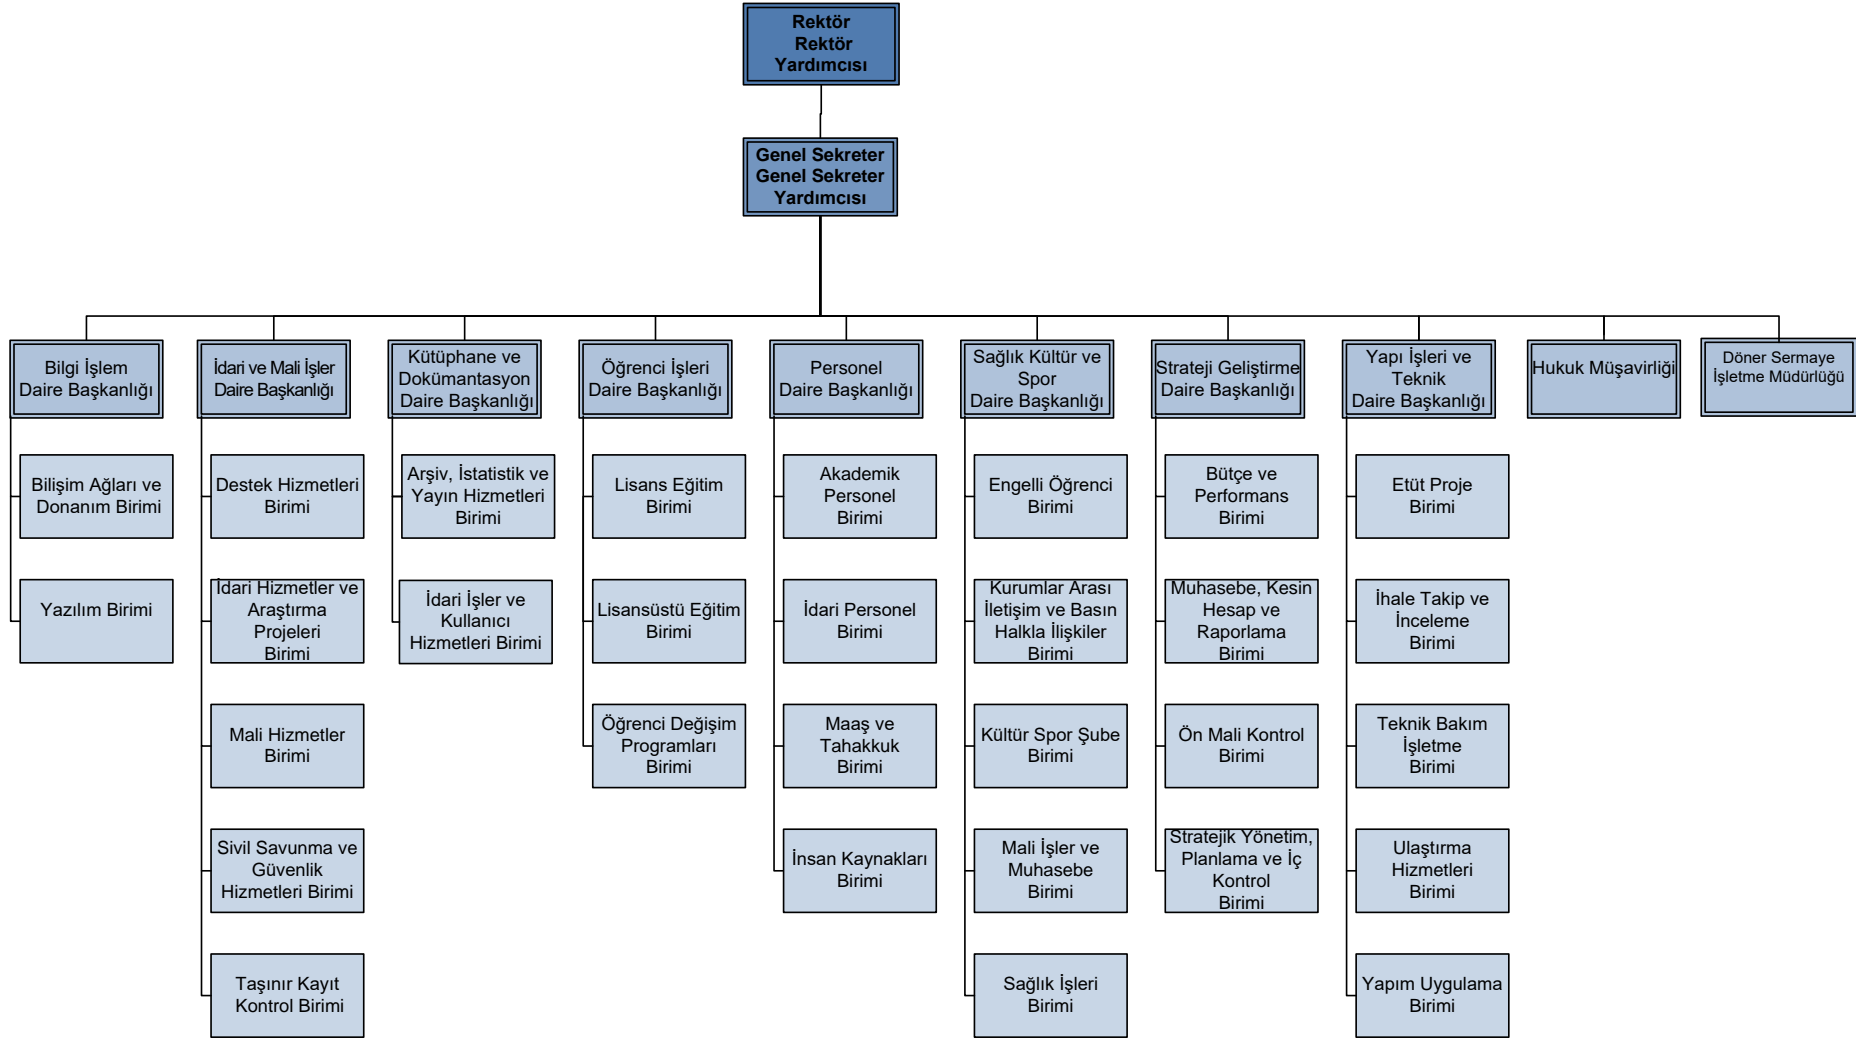 Rektör
Rektör
Yardımcısı
Genel Sekreter
Genel Sekreter
Yardımcısı
Bilgi İşlem
Daire Başkanlığı
İdari ve Mali İşler
Daire Başkanlığı
Kütüphane ve
Dokümantasyon
Daire Başkanlığı
Öğrenci İşleri
Daire Başkanlığı
Personel
Daire Başkanlığı
Sağlık Kültür ve
Spor
Daire Başkanlığı
Strateji Geliştirme
Daire Başkanlığı
Yapı İşleri ve
Teknik
Daire Başkanlığı
Hukuk Müşavirliği
Döner Sermaye
İşletme Müdürlüğü
Bilişim Ağları ve
Donanım Birimi
Destek Hizmetleri
Birimi
Arşiv, İstatistik ve
Yayın Hizmetleri
Birimi
Lisans Eğitim
Birimi
Akademik
Personel
Birimi
Engelli Öğrenci
Birimi
Bütçe ve
Performans
Birimi
Etüt Proje
Birimi
Yazılım Birimi
İdari Hizmetler ve
Araştırma
Projeleri
Birimi
İdari İşler ve
Kullanıcı
Hizmetleri Birimi
Lisansüstü Eğitim
Birimi
İdari Personel
Birimi
Kurumlar Arası
İletişim ve Basın
Halkla İlişkiler
Birimi
Muhasebe, Kesin
Hesap ve
Raporlama
Birimi
İhale Takip ve
İnceleme
Birimi
Mali Hizmetler
Birimi
Öğrenci Değişim
Programları
Birimi
Maaş ve
Tahakkuk
Birimi
Kültür Spor Şube
Birimi
Ön Mali Kontrol
Birimi
Teknik Bakım
İşletme
Birimi
Sivil Savunma ve
Güvenlik
Hizmetleri Birimi
İnsan Kaynakları
Birimi
Mali İşler ve
Muhasebe
Birimi
Stratejik Yönetim,
Planlama ve İç
Kontrol
Birimi
Ulaştırma
Hizmetleri
Birimi
Taşınır Kayıt
Kontrol Birimi
Sağlık İşleri
Birimi
Yapım Uygulama
Birimi